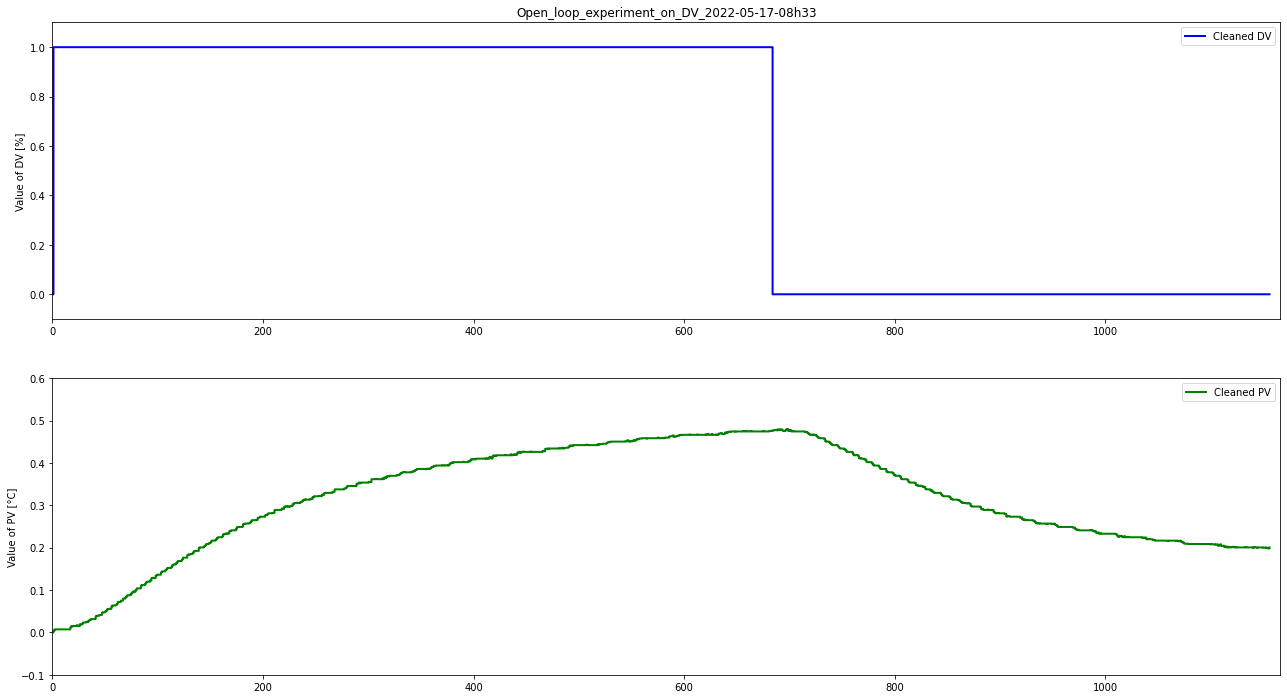 Open_loop_experiment_on_DV_2022-05-17-08h33
Cleaned DV
Value of DV [%]
1.0
0.8
0.6
0.4
0.2
0.0
0 200 400 600 800 1000
Cleaned PV
Value of PV [°C]
0.6
0.5
0.4
0.3
0.2
0.1
0.0
−0.1
0 200 400 600 800 1000